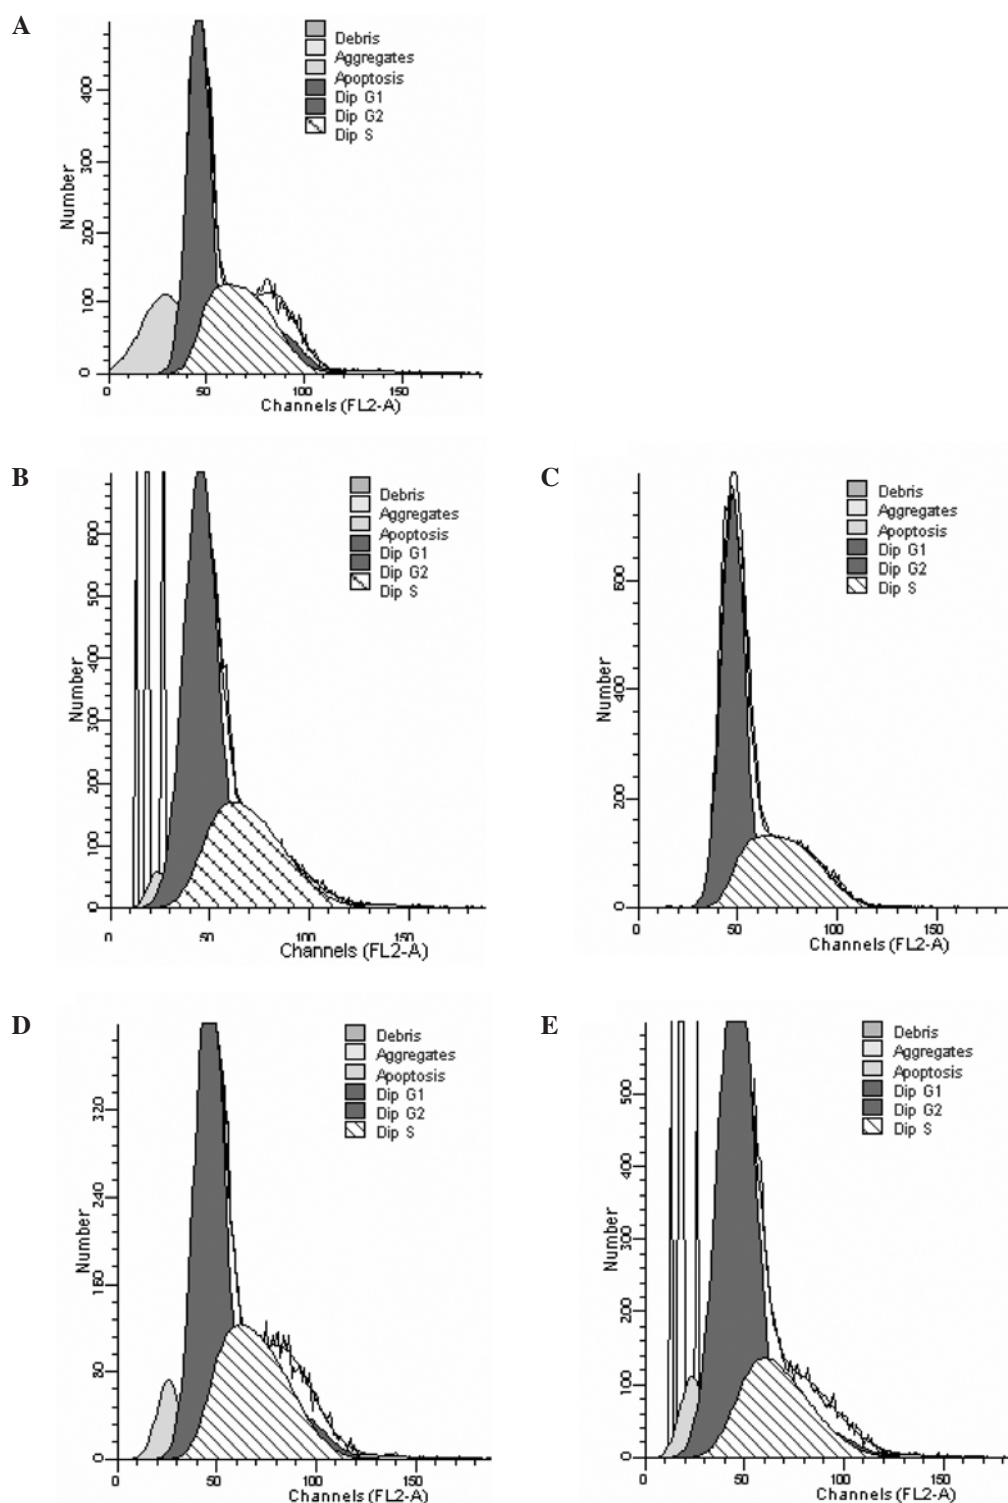 A
Debris
Aggregates
Apoptosis
Dip G1
Dip G2
Dip S
Number
400
300
200
100
0
0 50 100 150
Channels (FL2-A)
B
Debris
Aggregates
Apoptosis
Dip G1
Dip G2
Dip S
Number
600
500
400
300
200
100
0
0 50 100 150
Channels (FL2-A)
C
Debris
Aggregates
Apoptosis
Dip G1
Dip G2
Dip S
Number
600
400
200
0
0 50 100 150
Channels (FL2-A)
D
Debris
Aggregates
Apoptosis
Dip G1
Dip G2
Dip S
Number
320
240
160
80
0
0 50 100 150
Channels (FL2-A)
E
Debris
Aggregates
Apoptosis
Dip G1
Dip G2
Dip S
Number
500
400
300
200
100
0
0 50 100 150
Channels (FL2-A)